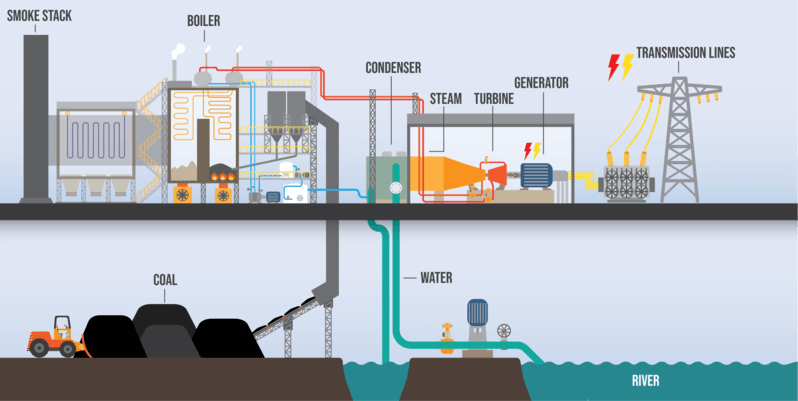 SMOKE STACK
BOILER
CONDENSER
STEAM
TURBINE
GENERATOR
TRANSMISSION LINES
COAL
WATER
RIVER